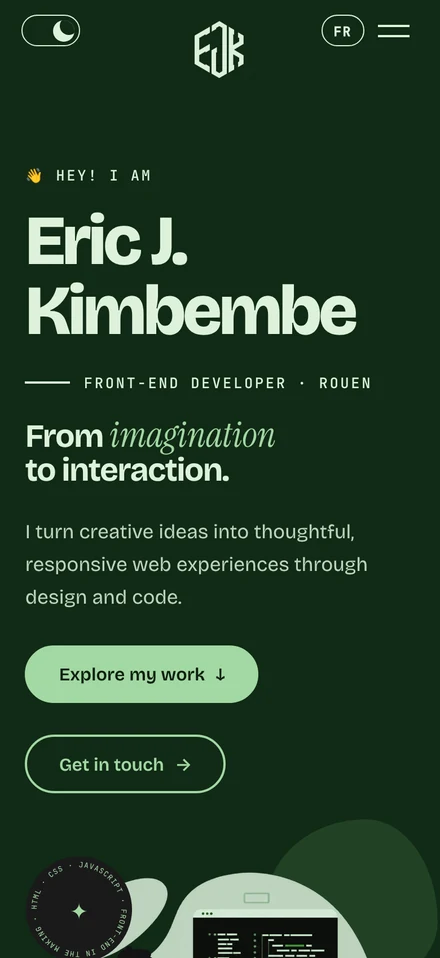 EJK
FR
👋 HEY! I AM
Eric J.
Kimbembe
FRONT-END DEVELOPER · ROUEN
From imagination
to interaction.
I turn creative ideas into thoughtful,
responsive web experiences through
design and code.
Explore my work ↓
Get in touch →
HTML · CSS · JAVASCRIPT · FRONT-END IN THE MAKING ·